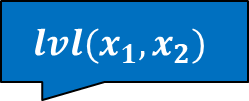 lvl(x₁, x₂)